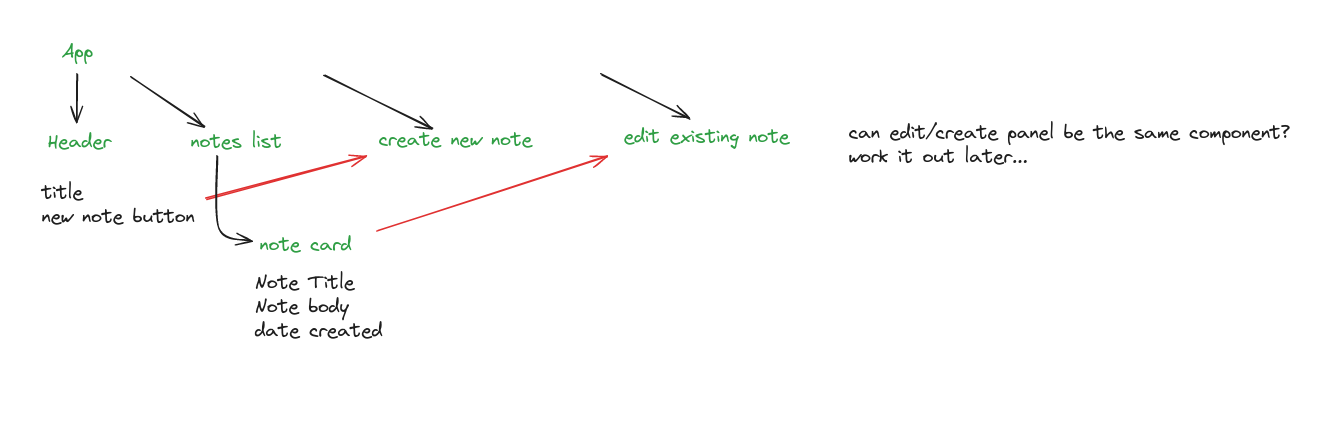 App
Header
notes list
create new note
edit existing note
can edit/create panel be the same component?
work it out later...
title
new note button
note card
Note Title
Note body
date created